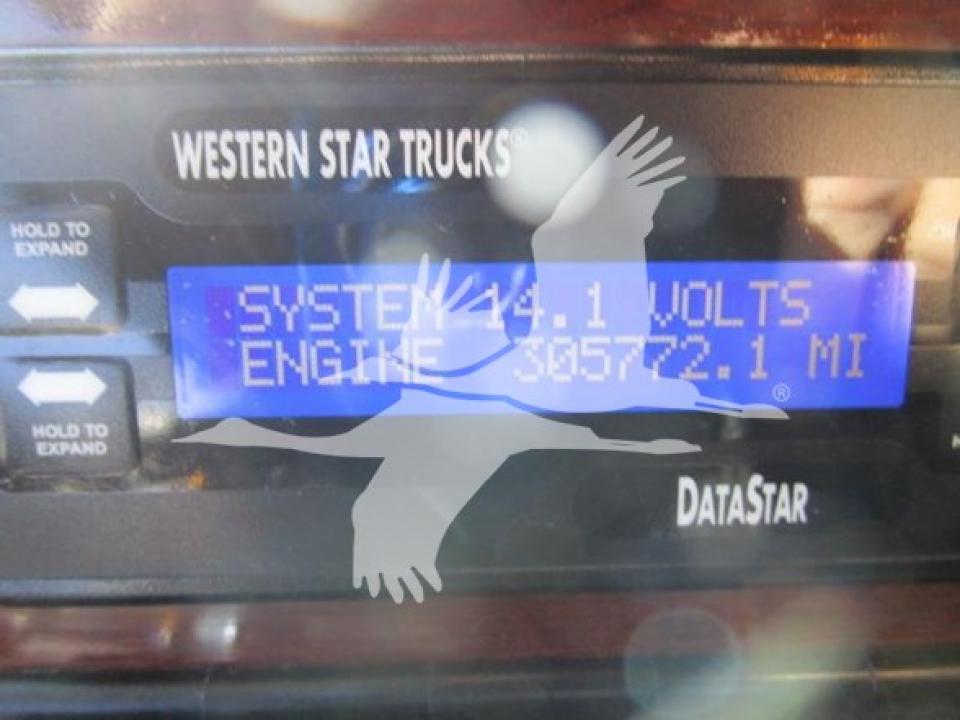 WESTERN STAR TRUCKS®
HOLD TO
EXPAND
SYSTEM 14.1 VOLTS
ENGINE 305772.1 MI
®
HOLD TO
EXPAND
DATASTAR